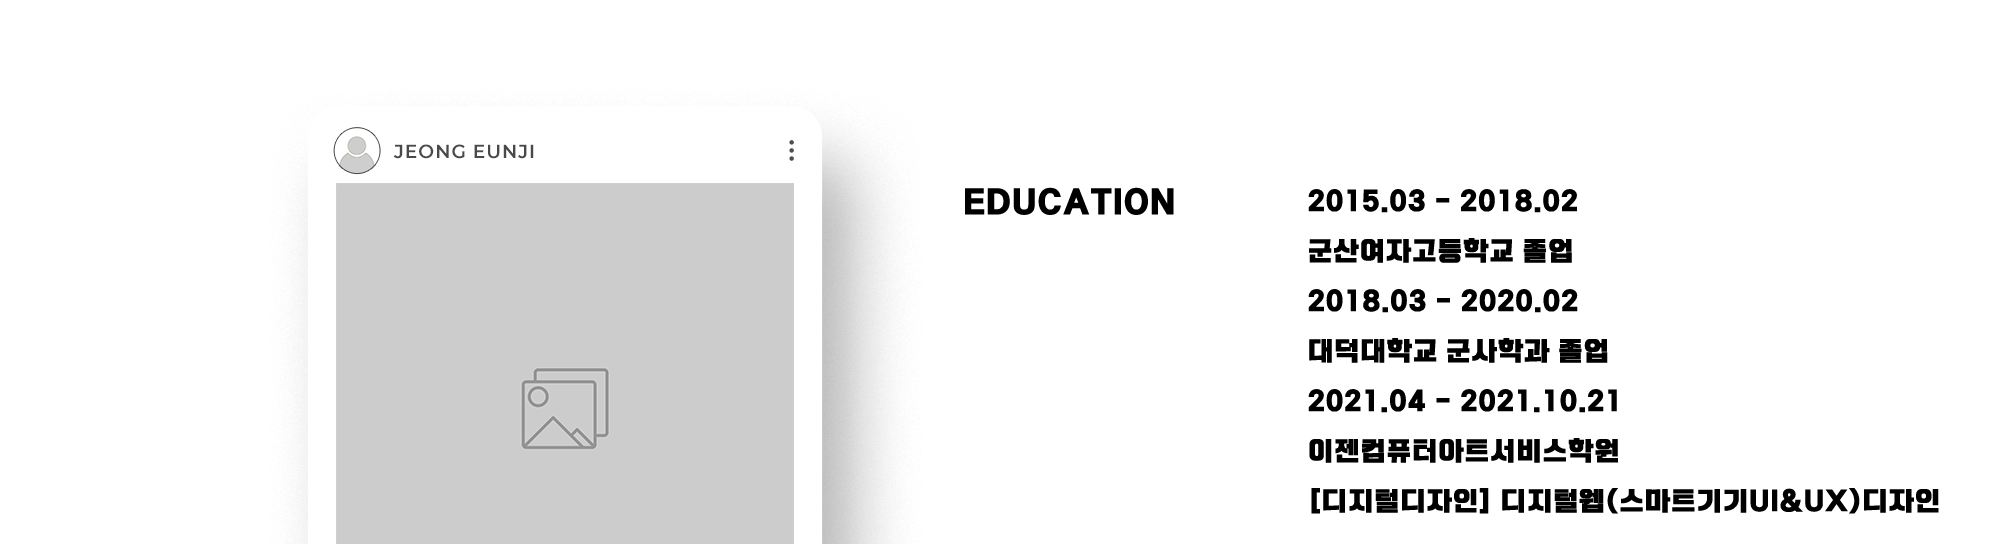 JEONG EUNJI
EDUCATION
2015.03 - 2018.02
군산여자고등학교 졸업
2018.03 - 2020.02
대덕대학교 군사학과 졸업
2021.04 - 2021.10.21
이젠컴퓨터아트서비스학원
[디지털디자인] 디지털웹(스마트기기UI&UX)디자인